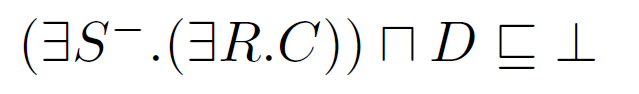 (∃S⁻.(∃R.C)) ⊓ D ⊑ ⊥